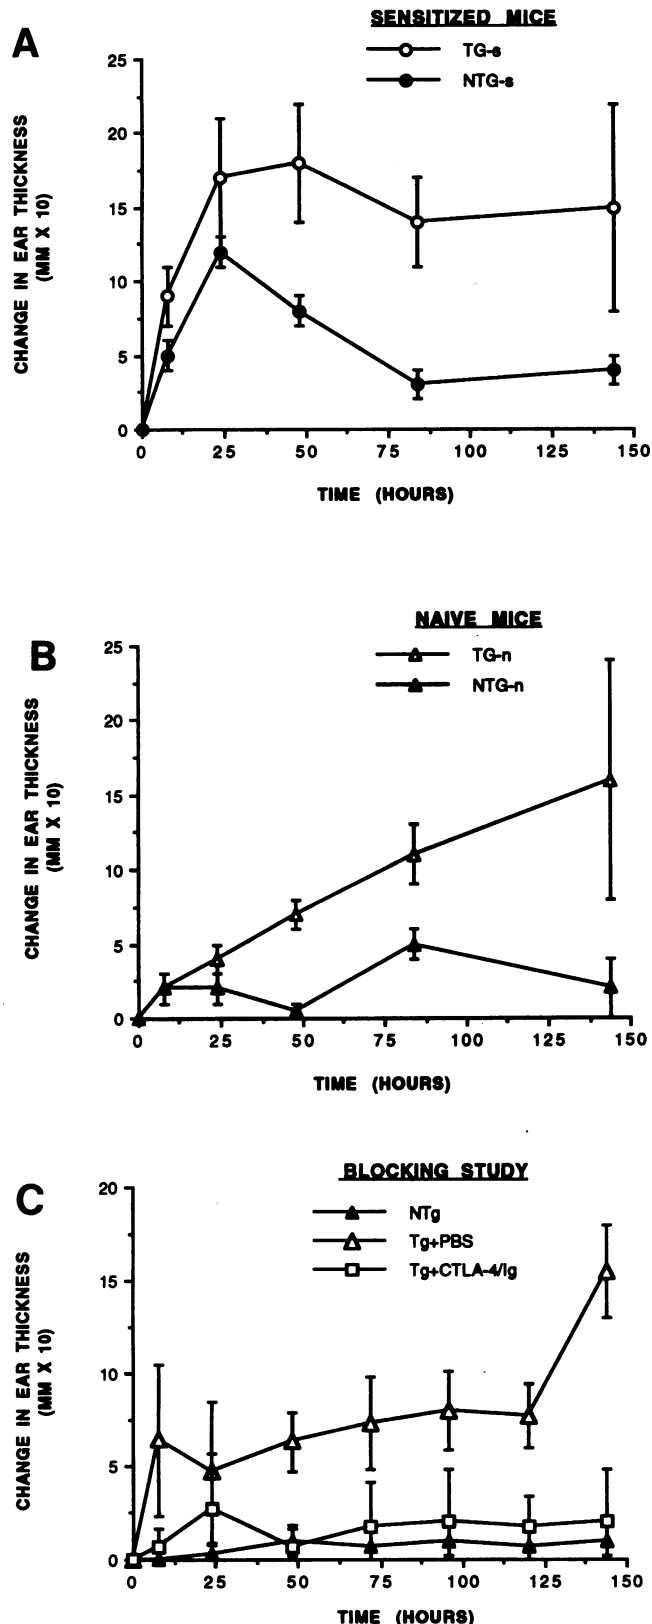 A
SENSITIZED MICE
TG-s
NTG-s
CHANGE IN EAR THICKNESS
(MM X 10)
25
20
15
10
5
0
0 25 50 75 100 125 150
TIME (HOURS)
B
NAIVE MICE
TG-n
NTG-n
CHANGE IN EAR THICKNESS
(MM X 10)
25
20
15
10
5
0
0 25 50 75 100 125 150
TIME (HOURS)
C
BLOCKING STUDY
NTg
Tg+PBS
Tg+CTLA-4/Ig
CHANGE IN EAR THICKNESS
(MM X 10)
20
15
10
5
0
0 25 50 75 100 125 150
TIME (HOURS)